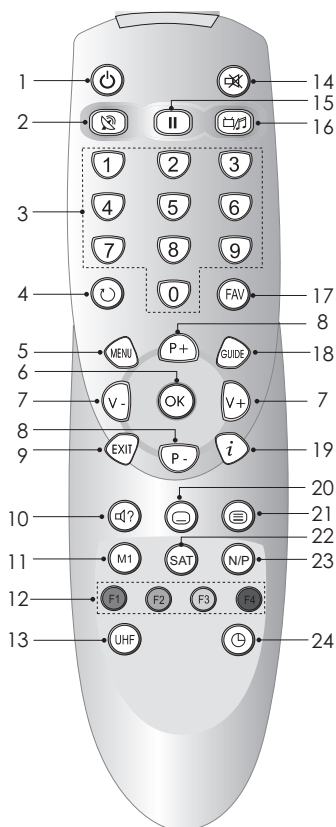 1 14
15
2 16
1 2 3
3 4 5 6
7 8 9
4 0 FAV 17
8
5 MENU P+ GUIDE 18
6 OK
7 V- V+ 7
8
9 EXIT P- i 19
20
10 ? 21
22
11 M1 SAT N/P 23
12 F1 F2 F3 F4
13 UHF 24